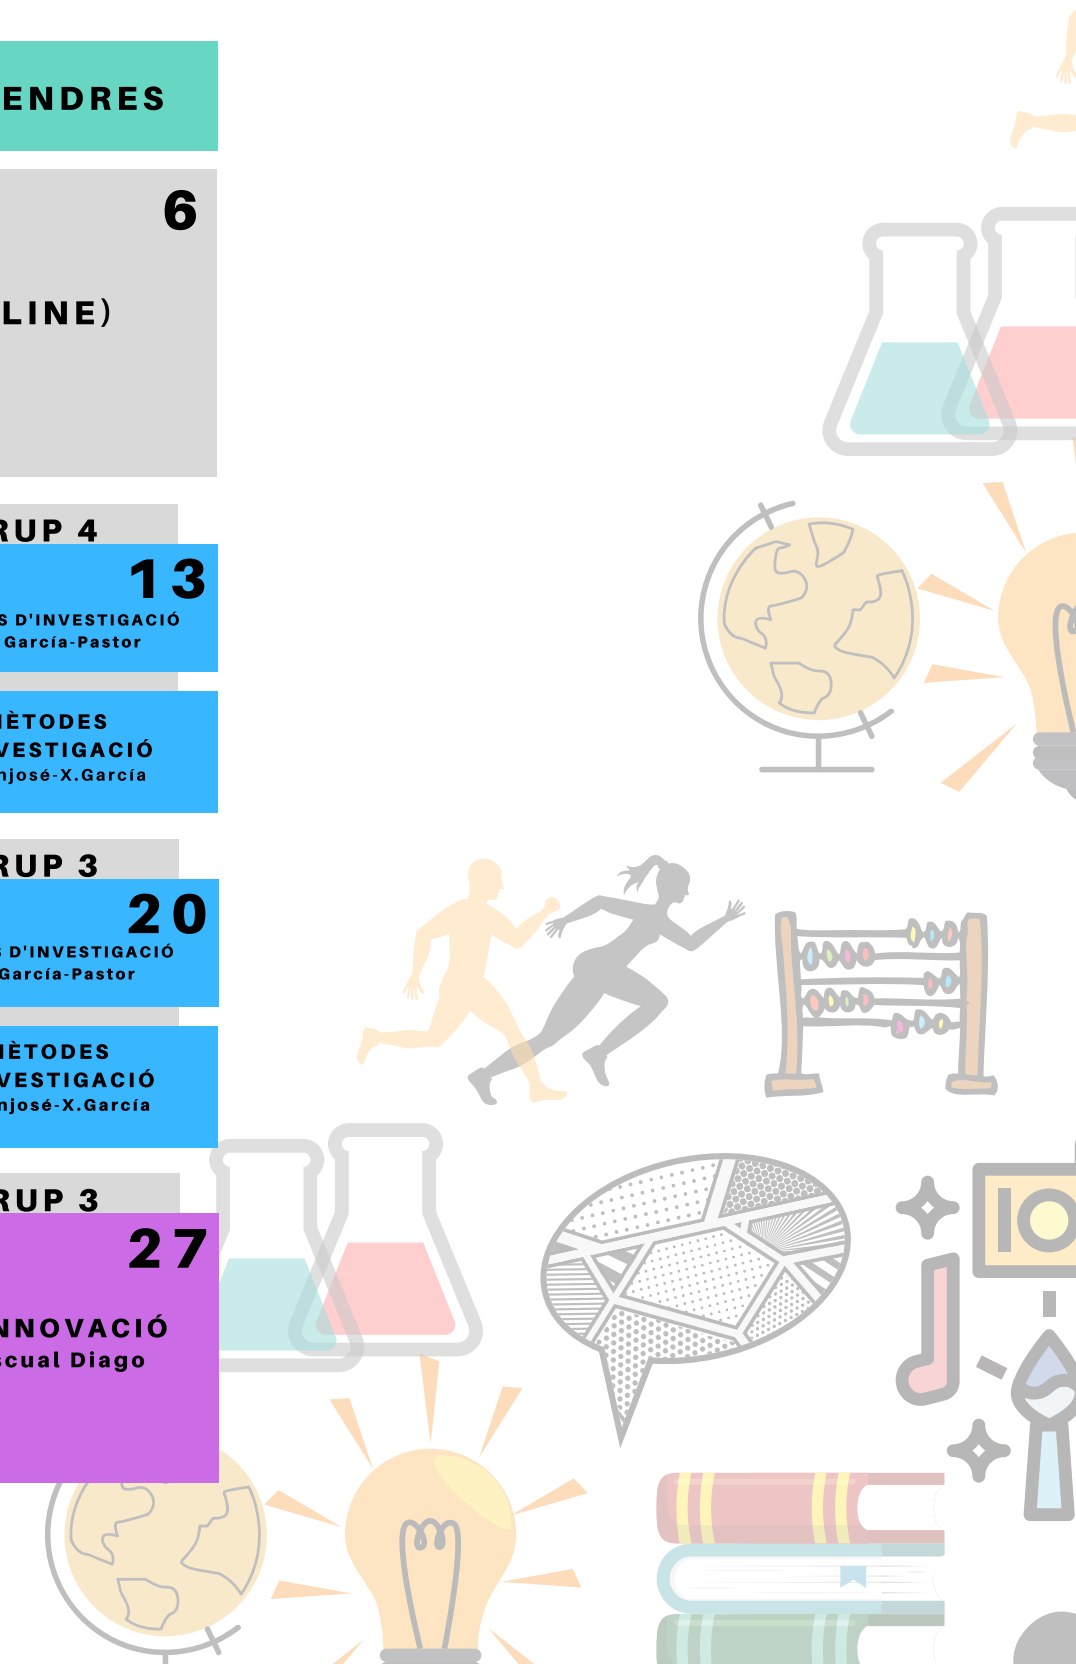 ENDRES
6
LINE)
RUP 4
13
S D'INVESTIGACIÓ
García-Pastor
ÈTODES
VESTIGACIÓ
njosé-X.García
RUP 3
20
S D'INVESTIGACIÓ
García-Pastor
ÈTODES
VESTIGACIÓ
njosé-X.García
RUP 3
27
NNOVACIÓ
scual Diago
10